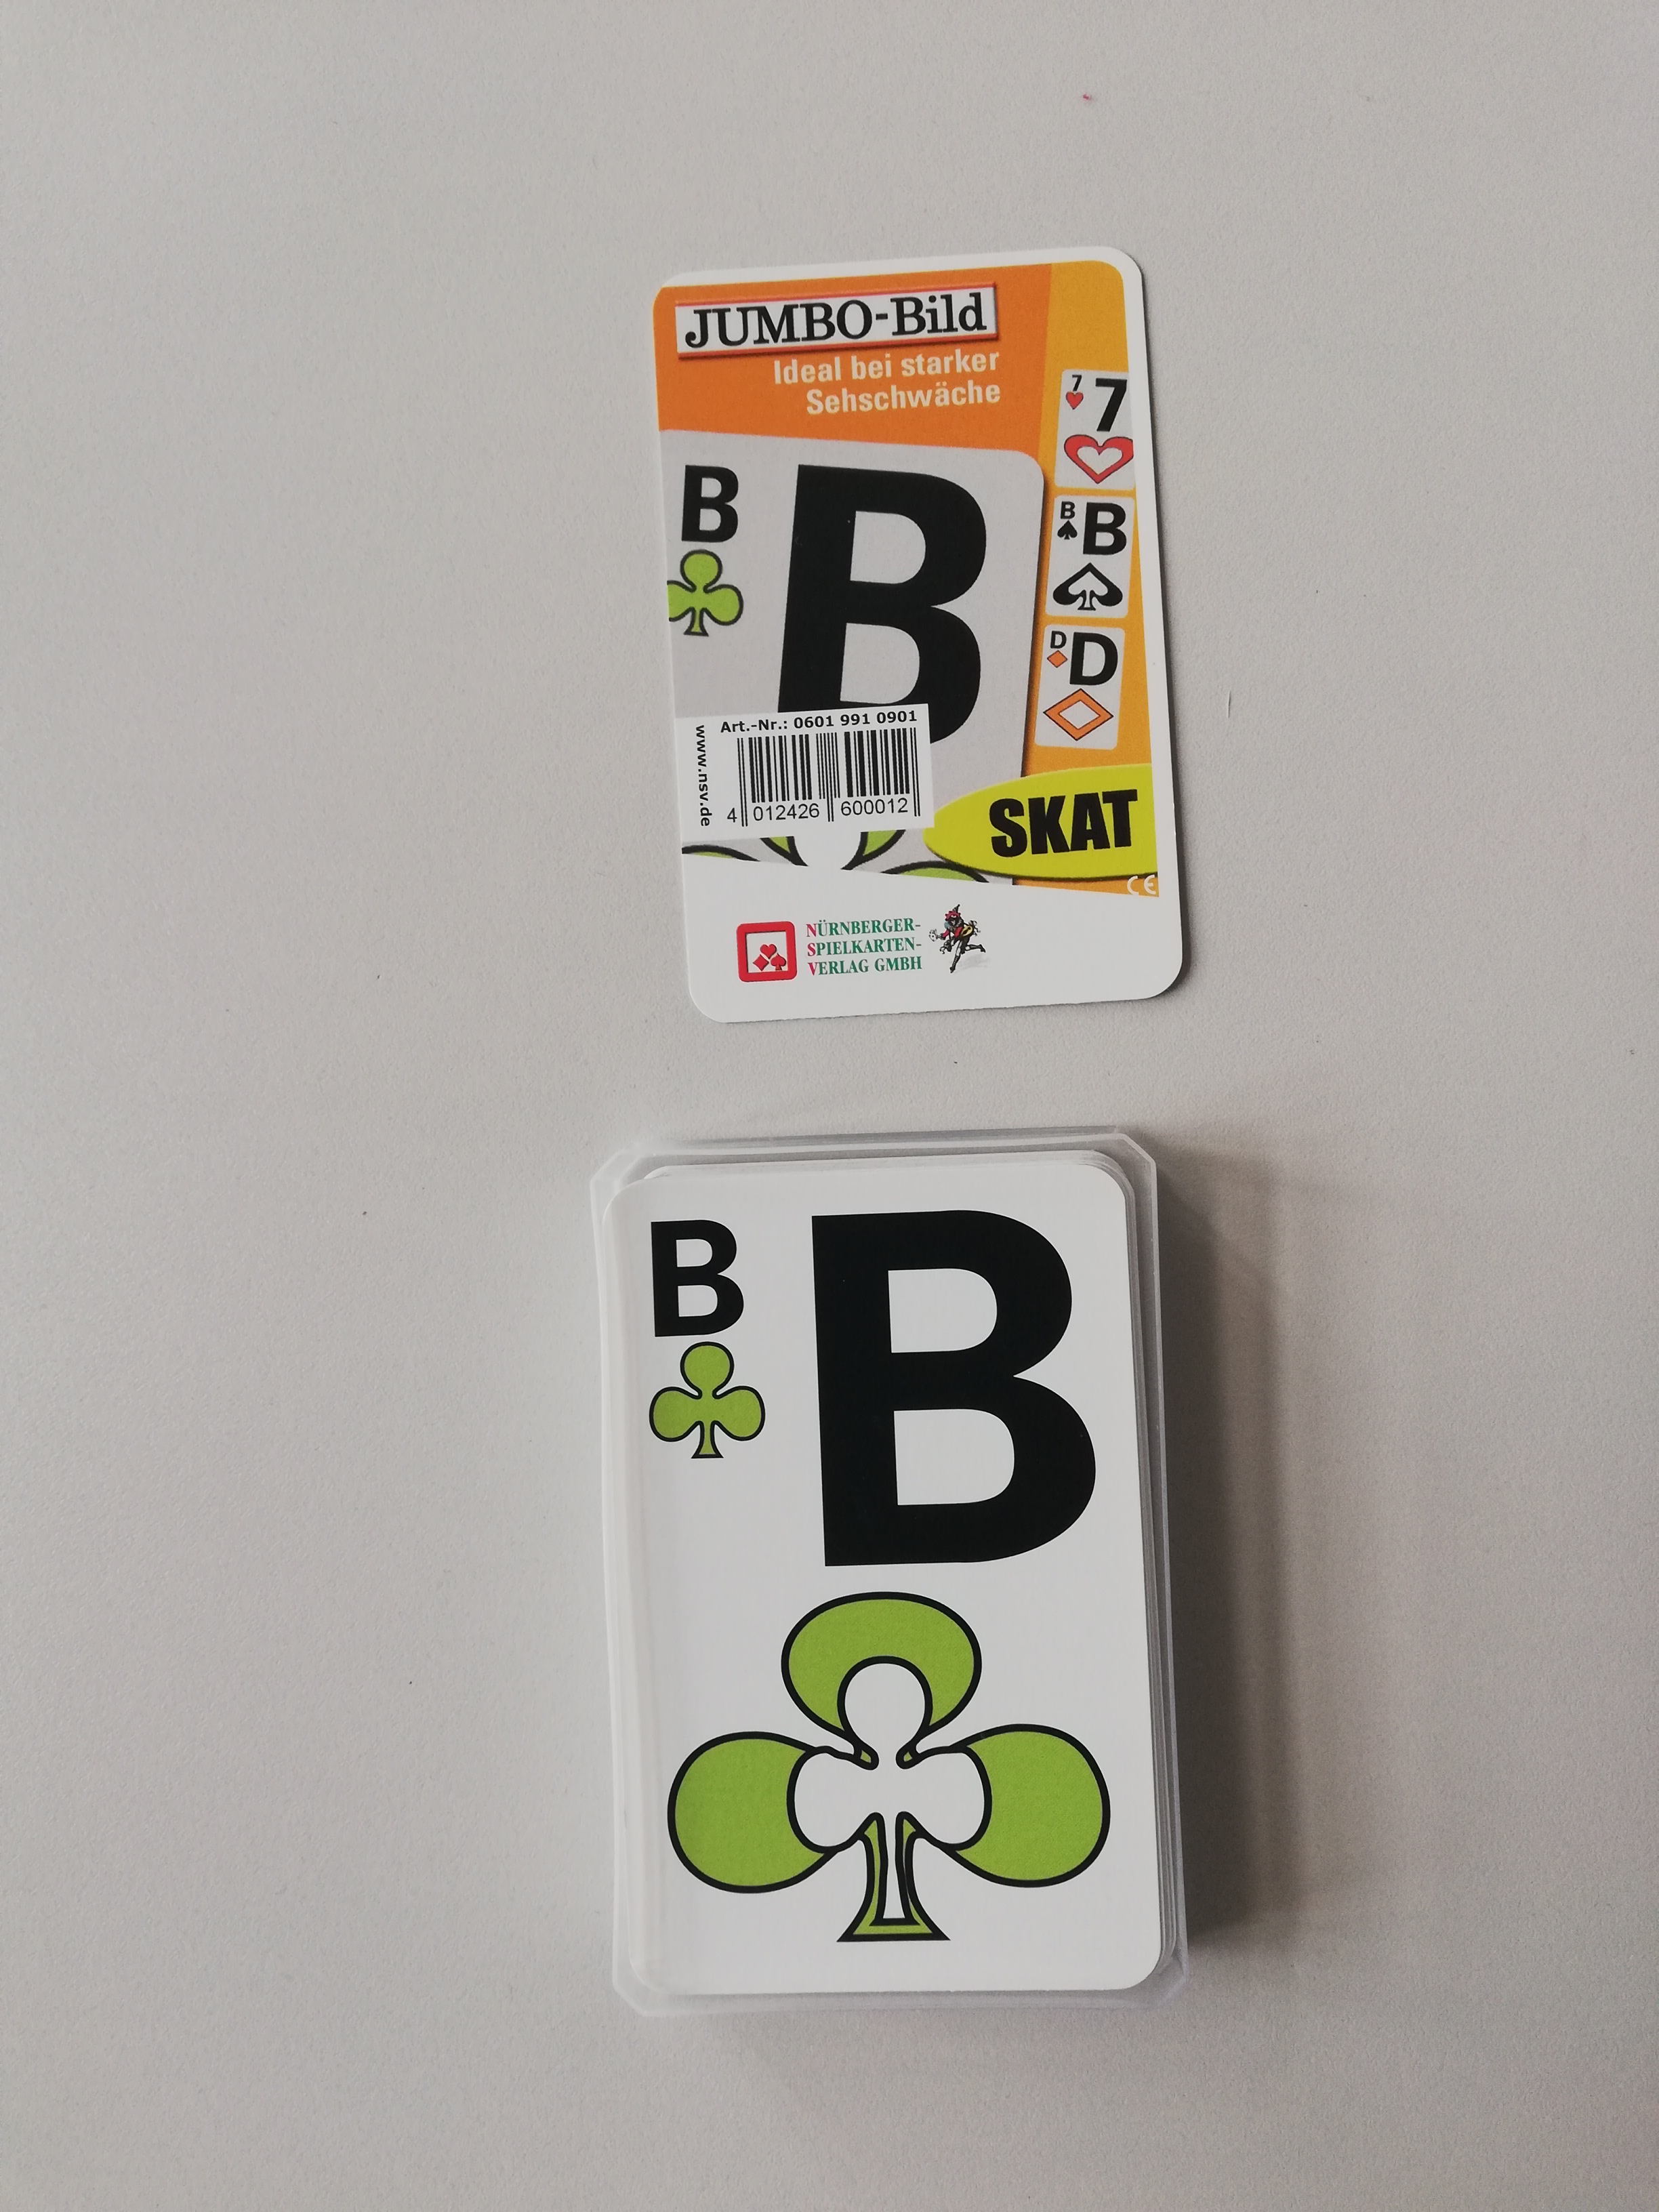 JUMBO-Bild
Ideal bei starker
Sehschwäche
7
7
B
B
B
B
D
D
Art.-Nr.: 0601 991 0901
www.nsv.de
4 012426 600012
SKAT
CE
NÜRNBERGER-
SPIELKARTEN-
VERLAG GMBH
B
B